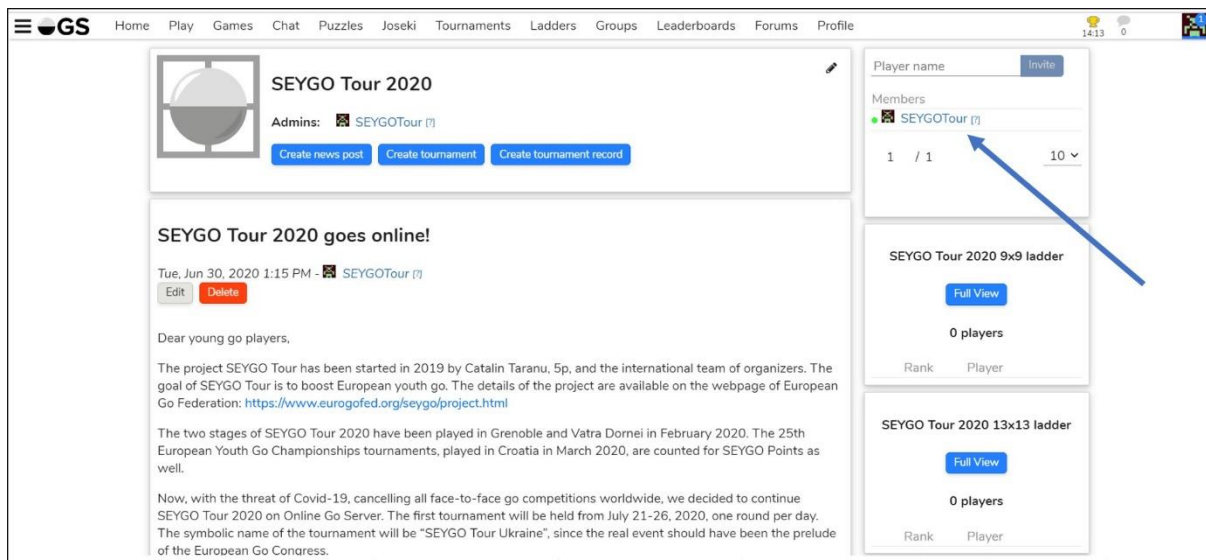 GS Home Play Games Chat Puzzles Joseki Tournaments Ladders Groups Leaderboards Forums Profile 14:13 0 1
SEYGO Tour 2020
Admins: SEYGOTour [?]
Create news post Create tournament Create tournament record
SEYGO Tour 2020 goes online!
Tue, Jun 30, 2020 1:15 PM - SEYGOTour [?]
Edit Delete
Dear young go players,
The project SEYGO Tour has been started in 2019 by Catalin Taranu, 5p, and the international team of organizers. The
goal of SEYGO Tour is to boost European youth go. The details of the project are available on the webpage of European
Go Federation: https://www.eurogofed.org/seygo/project.html
The two stages of SEYGO Tour 2020 have been played in Grenoble and Vatra Dornei in February 2020. The 25th
European Youth Go Championships tournaments, played in Croatia in March 2020, are counted for SEYGO Points as
well.
Now, with the threat of Covid-19, cancelling all face-to-face go competitions worldwide, we decided to continue
SEYGO Tour 2020 on Online Go Server. The first tournament will be held from July 21-26, 2020, one round per day.
The symbolic name of the tournament will be “SEYGO Tour Ukraine”, since the real event should have been the prelude
of the European Go Congress.
Player name Invite
Members
SEYGOTour [?]
1 / 1 10
SEYGO Tour 2020 9x9 ladder
Full View
0 players
Rank Player
SEYGO Tour 2020 13x13 ladder
Full View
0 players
Rank Player